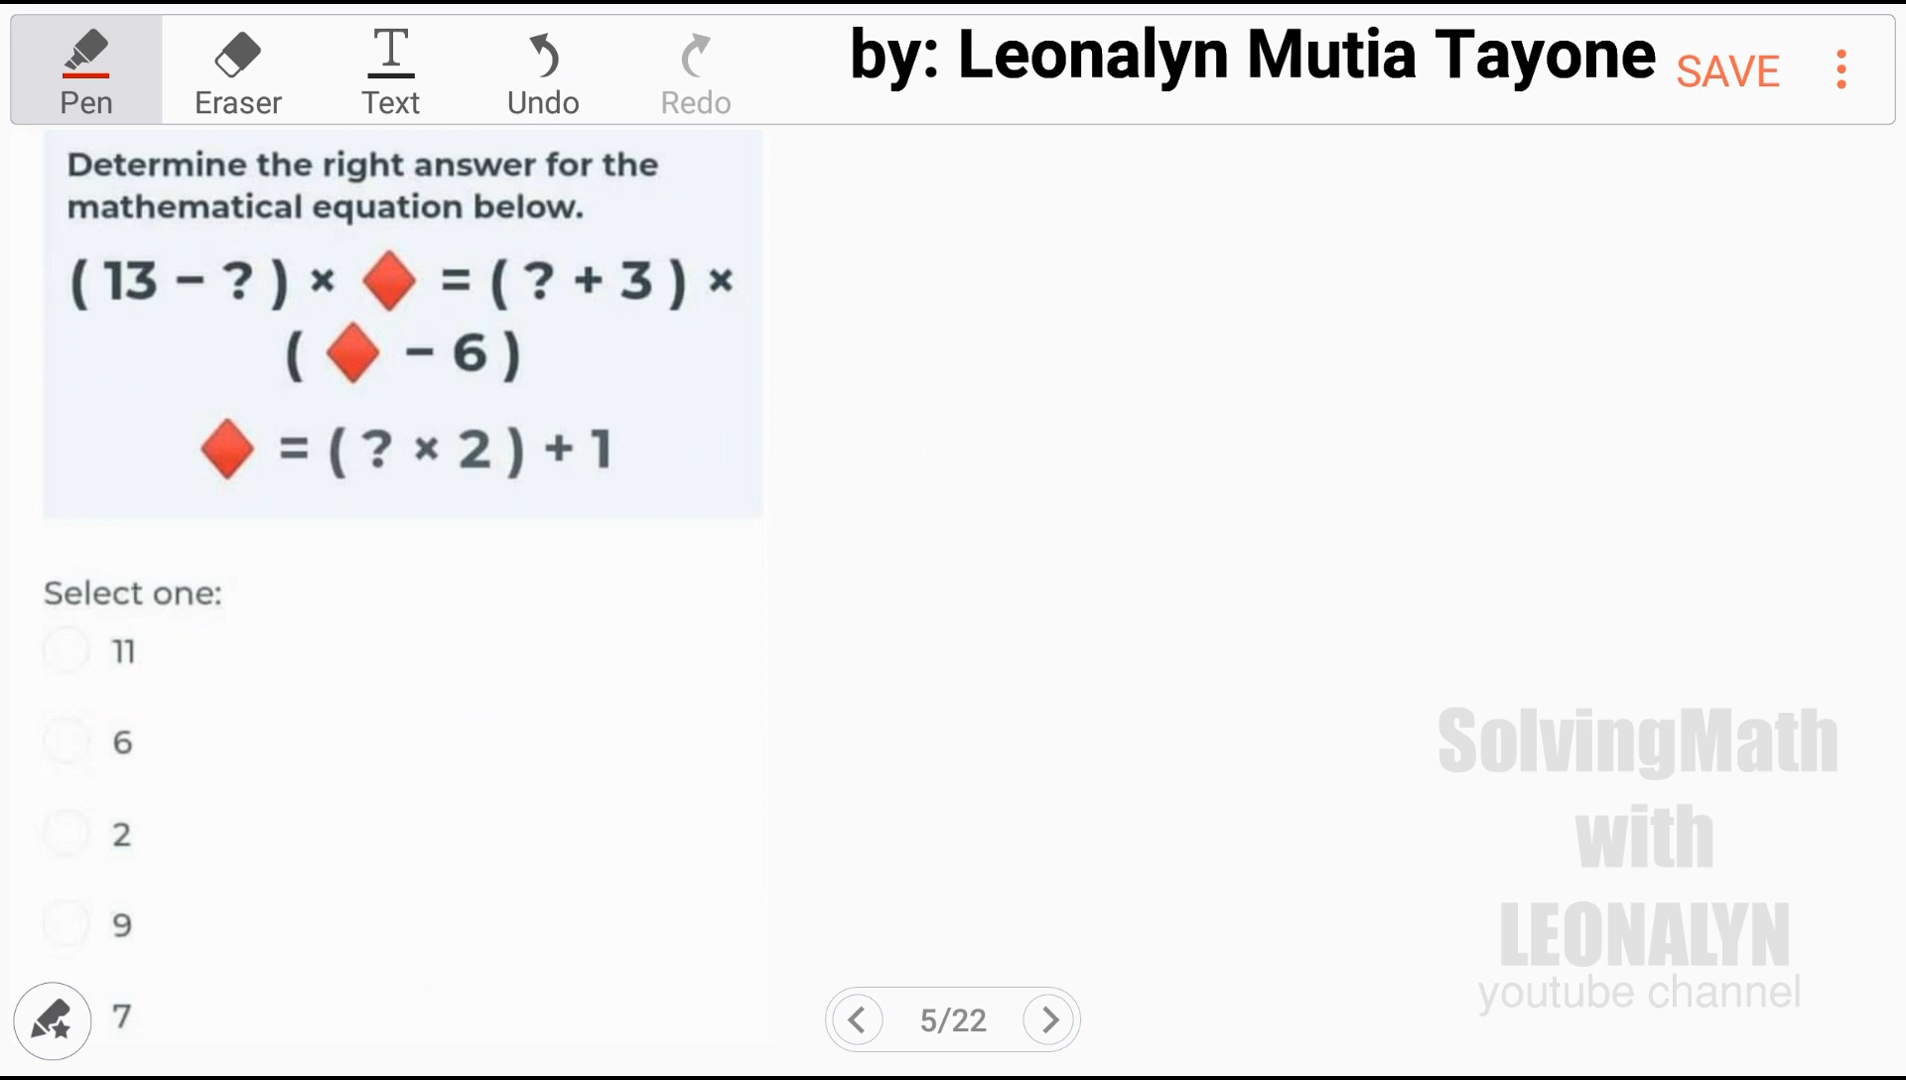 Pen
Eraser
Text
Undo
Redo
by: Leonalyn Mutia Tayone
SAVE
Determine the right answer for the
mathematical equation below.
( 13 − ? ) × ♦ = ( ? + 3 ) ×
( ♦ − 6 )
♦ = ( ? × 2 ) + 1
Select one:
11
6
2
9
7
5/22
SolvingMath
with
LEONALYN
youtube channel